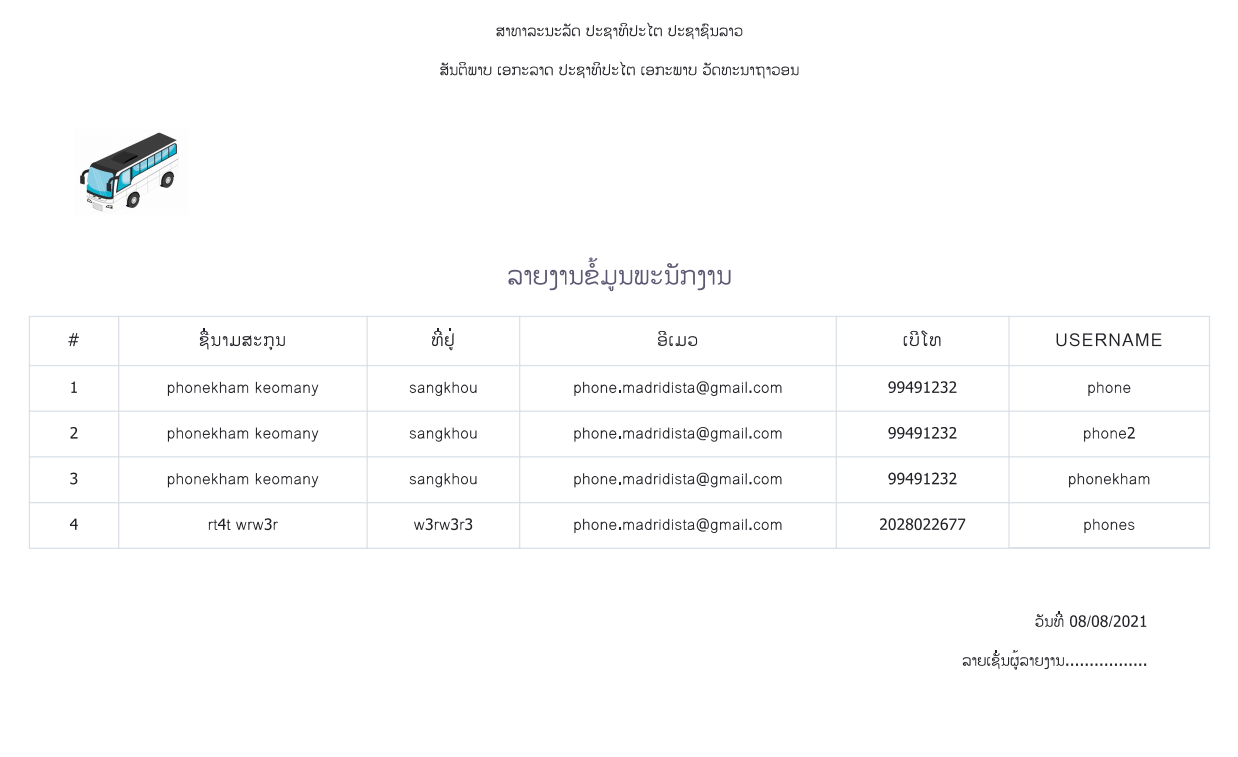 ສາທາລະນະລັດ ປະຊາທິປະໄຕ ປະຊາຊົນລາວ
ສັນຕິພາບ ເອກະລາດ ປະຊາທິປະໄຕ ເອກະພາບ ວັດທະນາຖາວອນ
ລາຍງານຂໍ້ມູນພະນັກງານ
# ຊື່ນາມສະກຸນ ທີ່ຢູ່ ອີເມວ ເບີໂທ USERNAME
1 phonekham keomany sangkhou phone.madridista@gmail.com 99491232 phone
2 phonekham keomany sangkhou phone.madridista@gmail.com 99491232 phone2
3 phonekham keomany sangkhou phone.madridista@gmail.com 99491232 phonekham
4 rt4t wrw3r w3rw3r3 phone.madridista@gmail.com 2028022677 phones
ວັນທີ່ 08/08/2021
ລາຍເຊັ່ນຜູ້ລາຍງານ.................